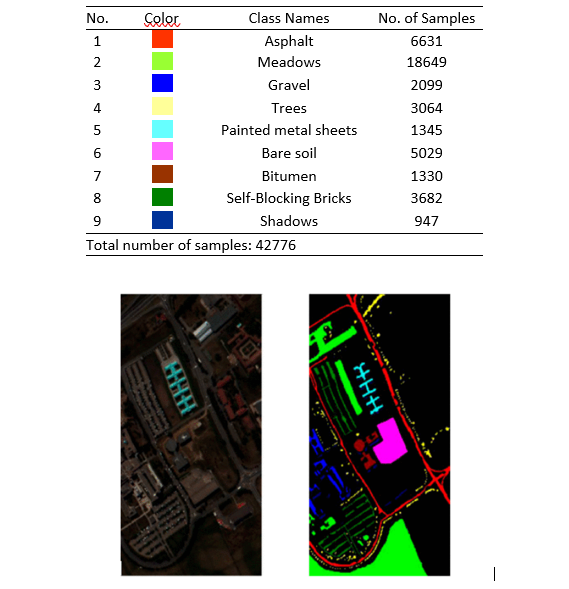 No. Color Class Names No. of Samples
1 Asphalt 6631
2 Meadows 18649
3 Gravel 2099
4 Trees 3064
5 Painted metal sheets 1345
6 Bare soil 5029
7 Bitumen 1330
8 Self-Blocking Bricks 3682
9 Shadows 947
Total number of samples: 42776